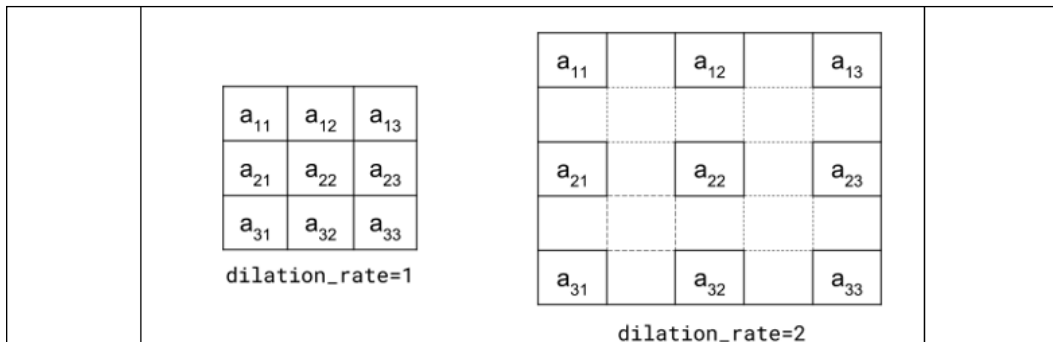 a11 a12 a13
a21 a22 a23
a31 a32 a33
dilation_rate=1
a11 a12 a13
a21 a22 a23
a31 a32 a33
dilation_rate=2